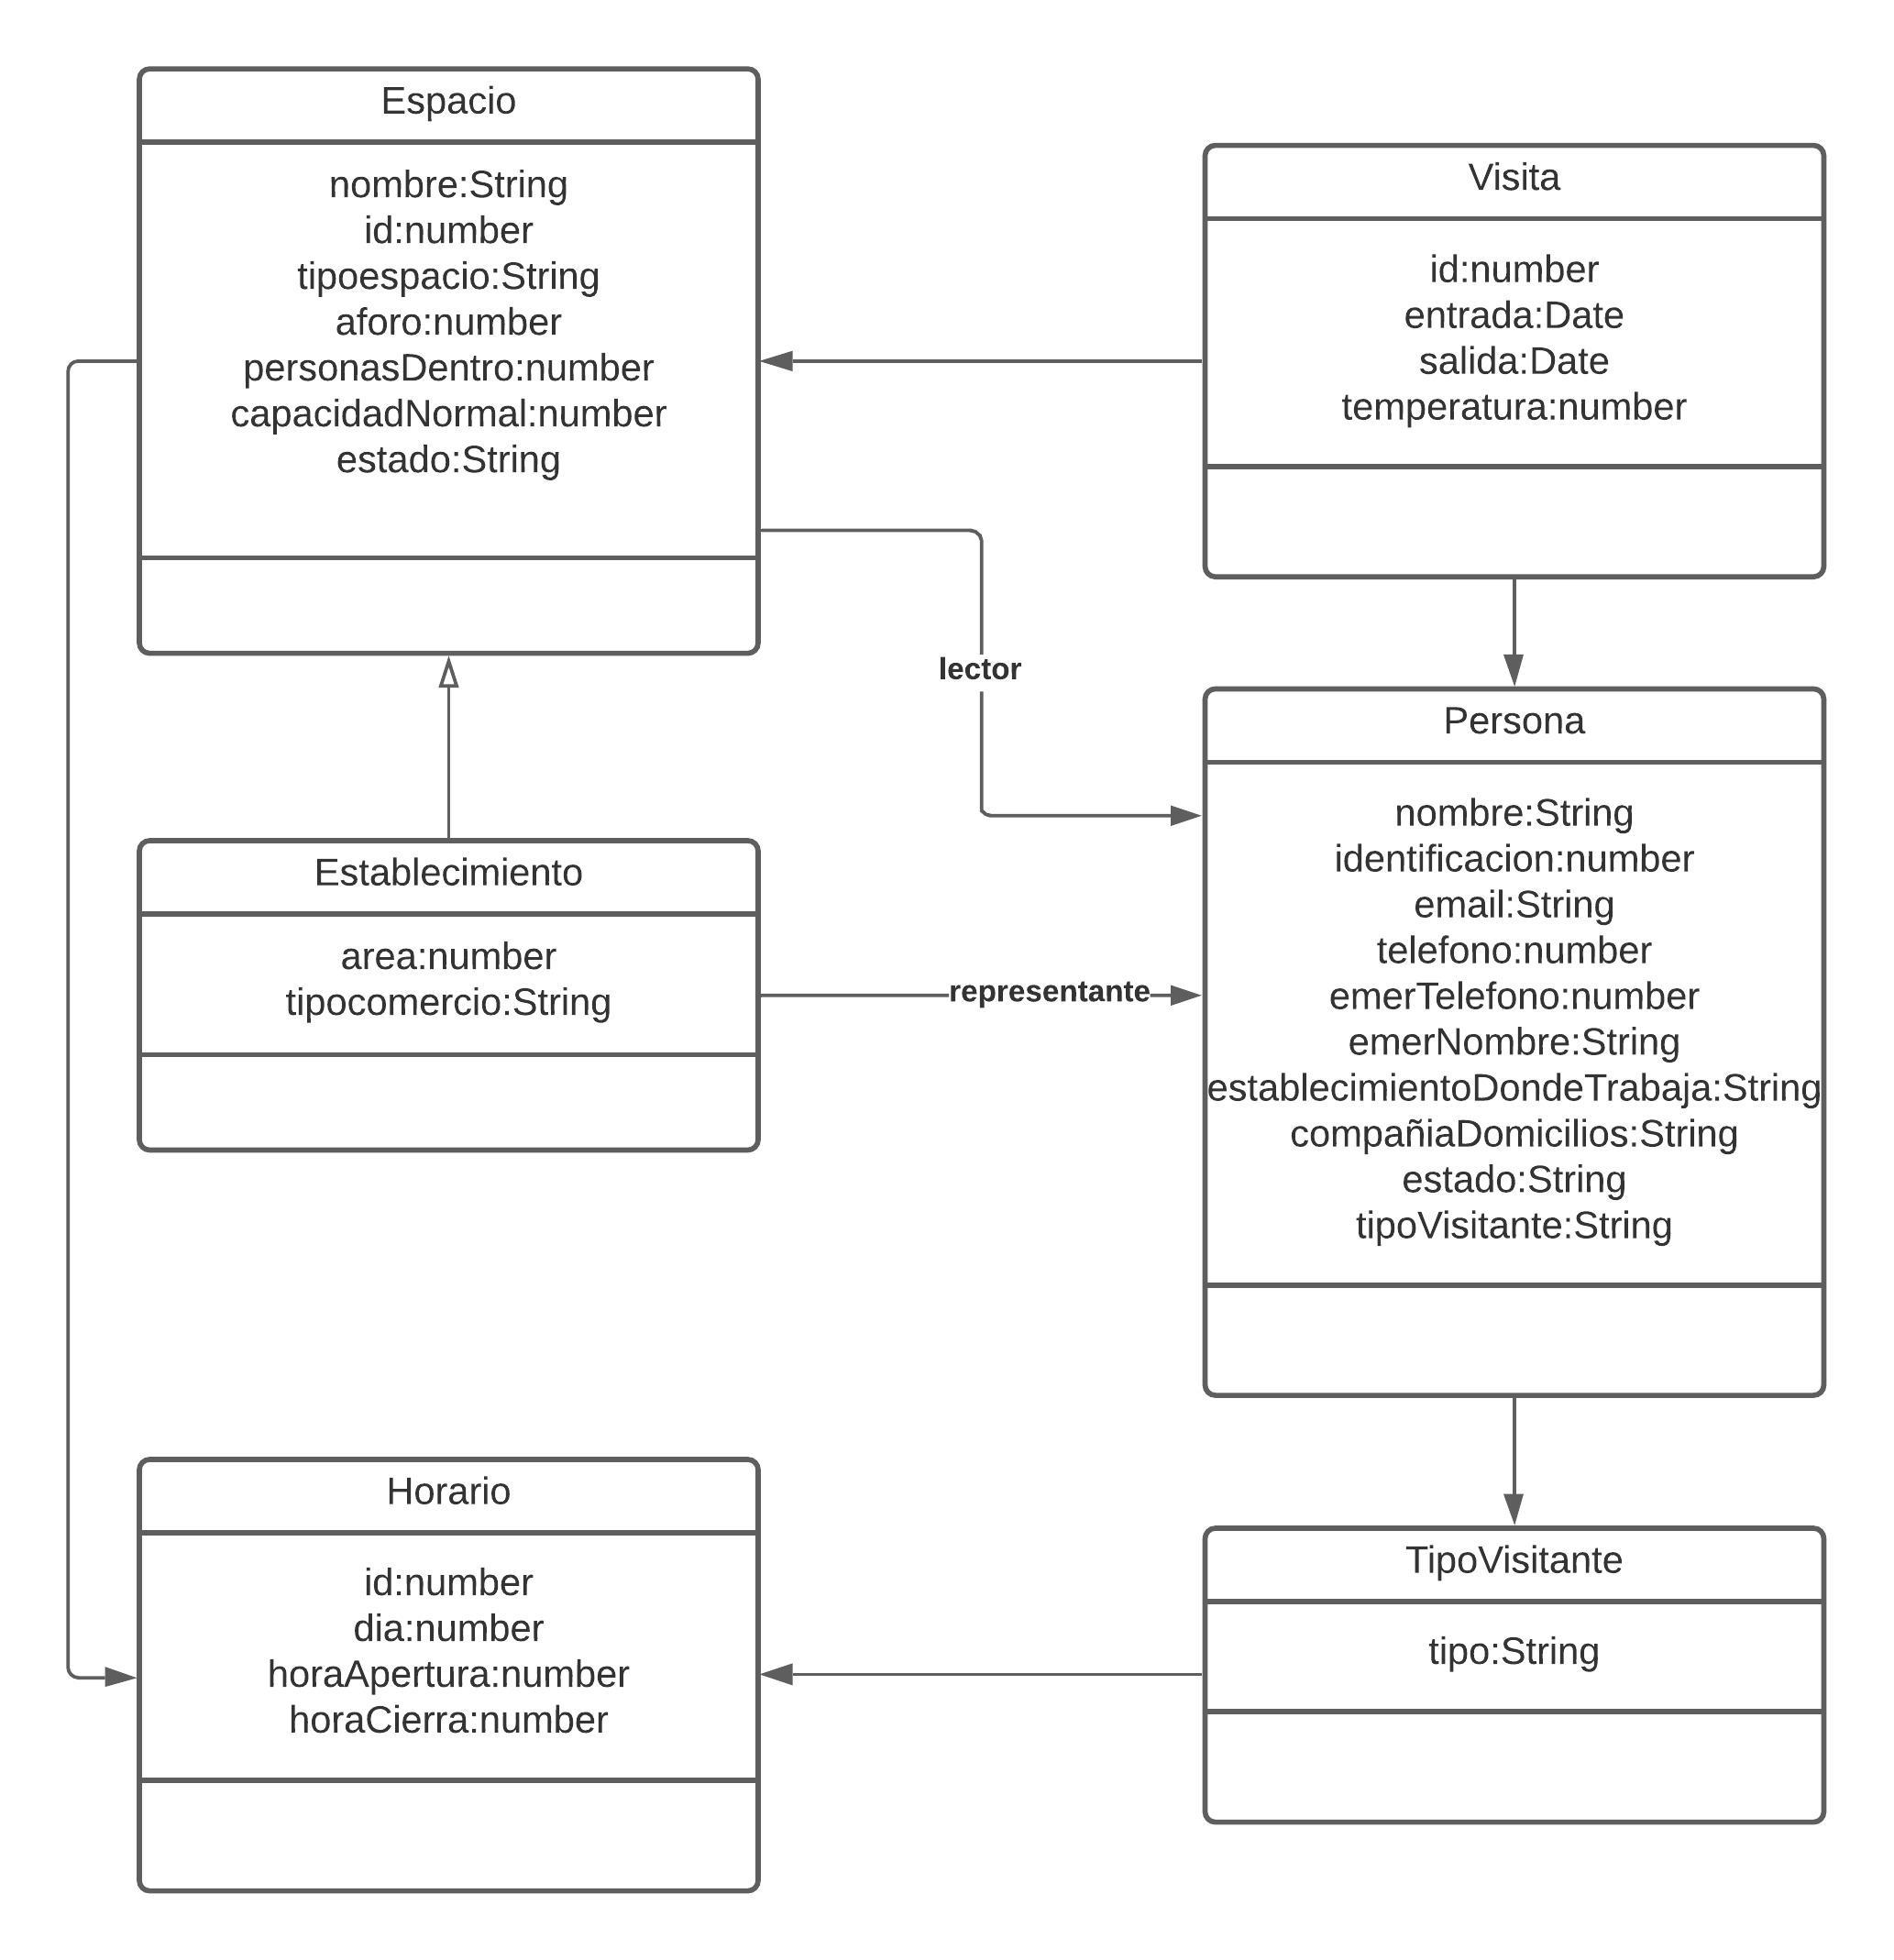 Espacio
nombre:String
id:number
tipoespacio:String
aforo:number
personasDentro:number
capacidadNormal:number
estado:String
Visita
id:number
entrada:Date
salida:Date
temperatura:number
lector
Persona
nombre:String
identificacion:number
email:String
telefono:number
emerTelefono:number
emerNombre:String
establecimientoDondeTrabaja:String
compañiaDomicilios:String
estado:String
tipoVisitante:String
Establecimiento
area:number
tipocomercio:String
representante
Horario
id:number
dia:number
horaApertura:number
horaCierra:number
TipoVisitante
tipo:String